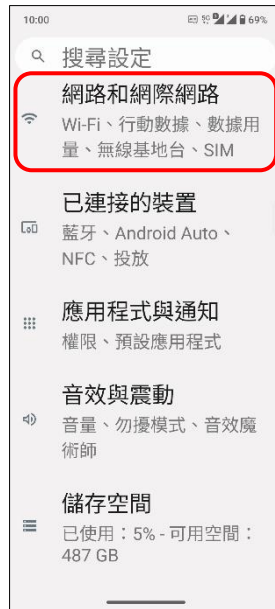 10:00
5G 69%
搜尋設定
網路和網際網路
Wi-Fi、行動數據、數據用
量、無線基地台、SIM
已連接的裝置
藍牙、Android Auto、
NFC、投放
應用程式與通知
權限、預設應用程式
音效與震動
音量、勿擾模式、音效魔
術師
儲存空間
已使用：5% - 可用空間：
487 GB